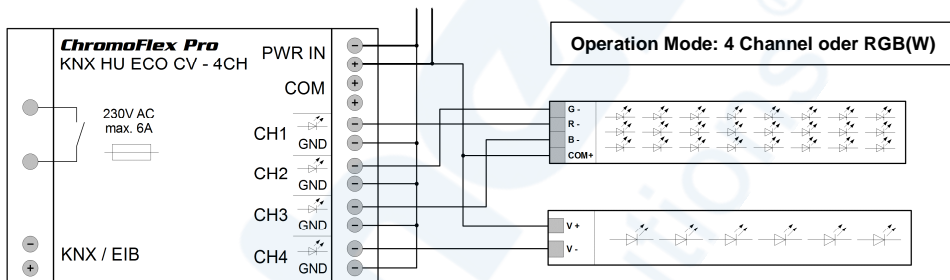 ChromoFlex Pro
KNX HU ECO CV - 4CH
PWR IN
COM
230V AC
max. 6A
CH1
GND
CH2
GND
CH3
GND
CH4
GND
KNX / EIB
Operation Mode: 4 Channel oder RGB(W)
G -
R -
B -
COM+
V +
V -